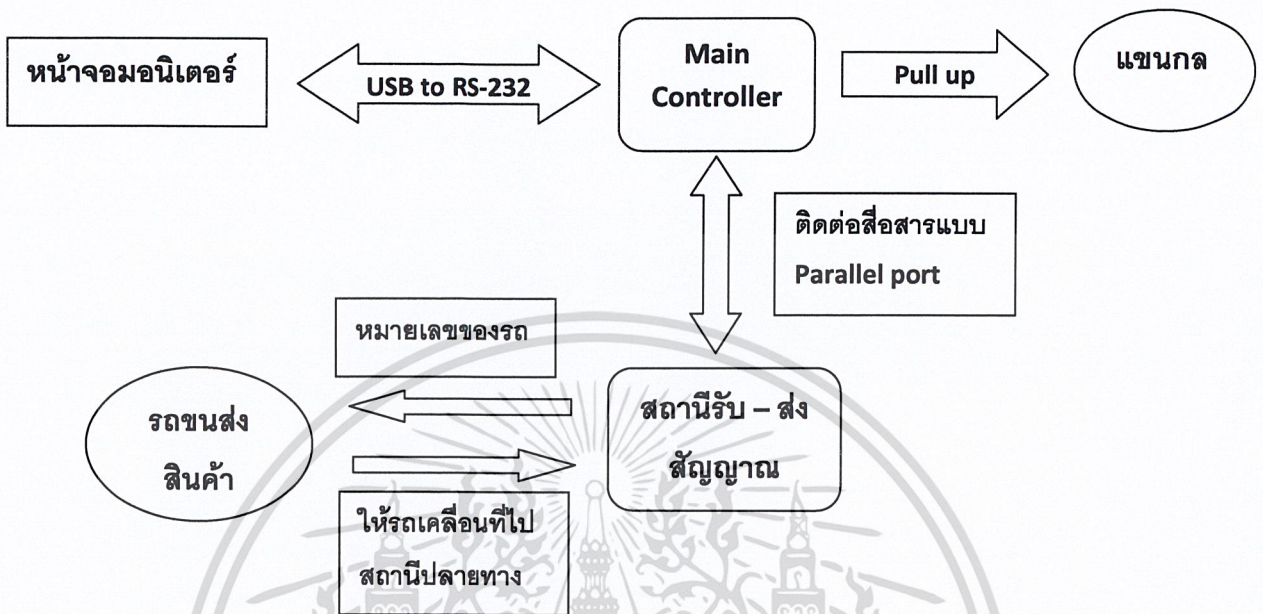 หน้าจอมอนิเตอร์
USB to RS-232
Main
Controller
Pull up
แขนกล
ติดต่อสื่อสารแบบ
Parallel port
หมายเลขของรถ
รถขนส่ง
สินค้า
สถานีรับ – ส่ง
สัญญาณ
ให้รถเคลื่อนที่ไป
สถานีปลายทาง